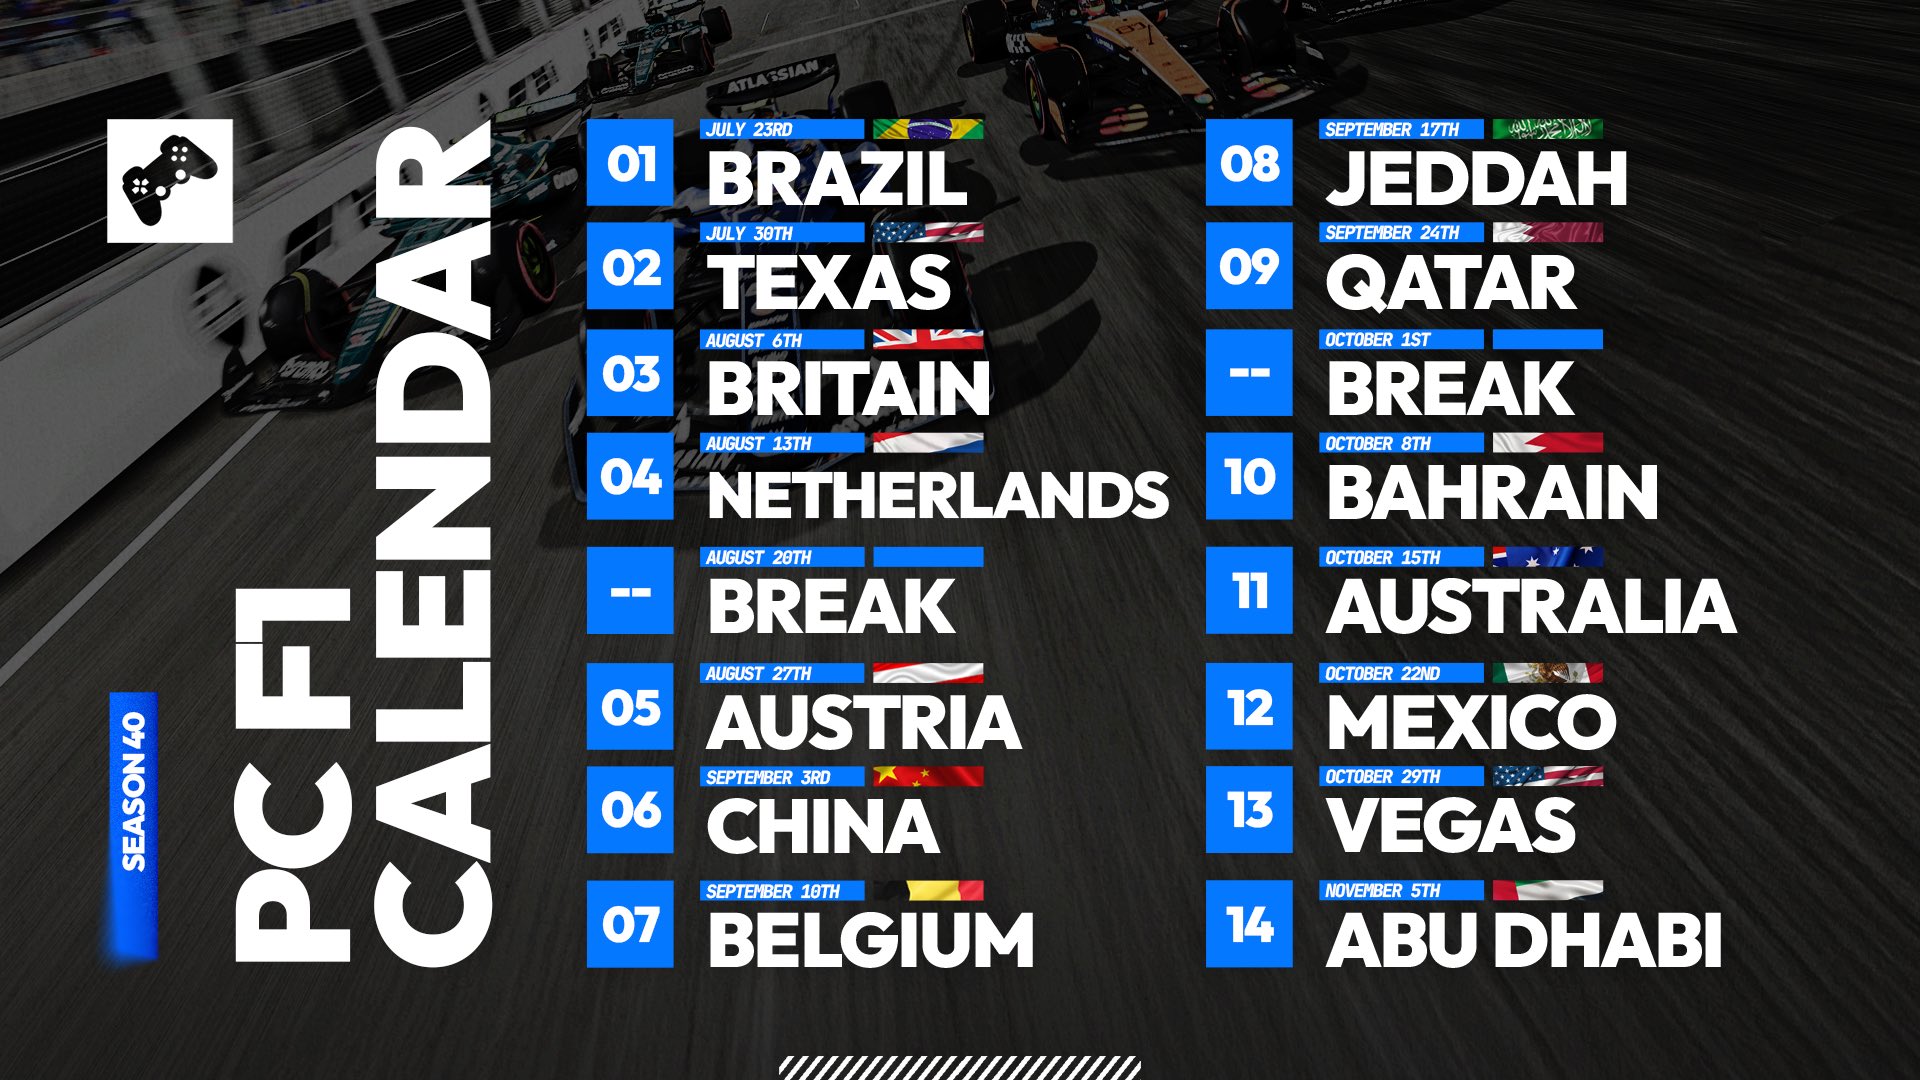 SEASON 40
PC F1
CALENDAR
ATLASSIAN
01
JULY 23RD
BRAZIL
02
JULY 30TH
TEXAS
03
AUGUST 6TH
BRITAIN
04
AUGUST 13TH
NETHERLANDS
--
AUGUST 20TH
BREAK
05
AUGUST 27TH
AUSTRIA
06
SEPTEMBER 3RD
CHINA
07
SEPTEMBER 10TH
BELGIUM
08
SEPTEMBER 17TH
JEDDAH
09
SEPTEMBER 24TH
QATAR
--
OCTOBER 1ST
BREAK
10
OCTOBER 8TH
BAHRAIN
11
OCTOBER 15TH
AUSTRALIA
12
OCTOBER 22ND
MEXICO
13
OCTOBER 29TH
VEGAS
14
NOVEMBER 5TH
ABU DHABI